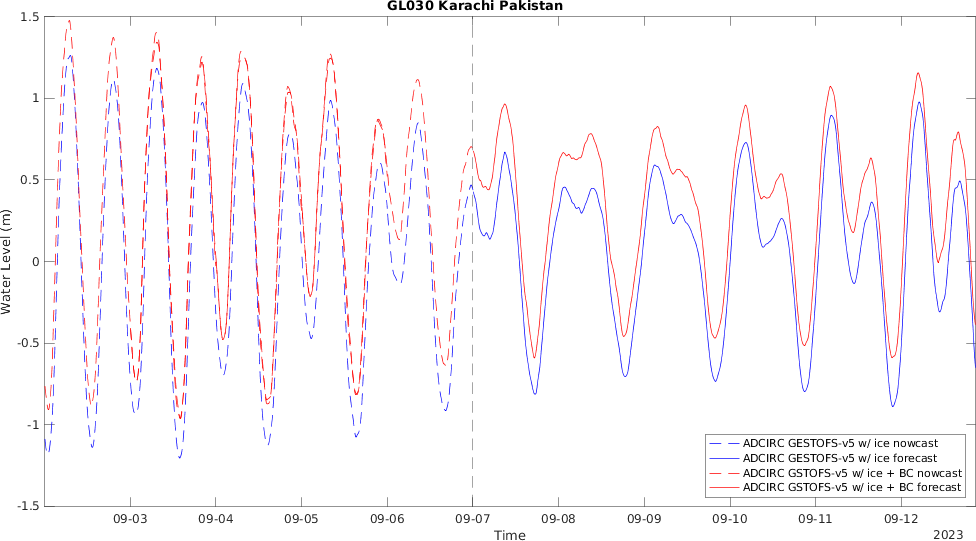 GL030 Karachi Pakistan
1.5
1
0.5
0
-0.5
-1
-1.5
Water Level (m)
09-03
09-04
09-05
09-06
09-07
09-08
09-09
09-10
09-11
09-12
Time
2023
ADCIRC GESTOFS-v5 w/ ice nowcast
ADCIRC GESTOFS-v5 w/ ice forecast
ADCIRC GSTOFS-v5 w/ ice + BC nowcast
ADCIRC GSTOFS-v5 w/ ice + BC forecast